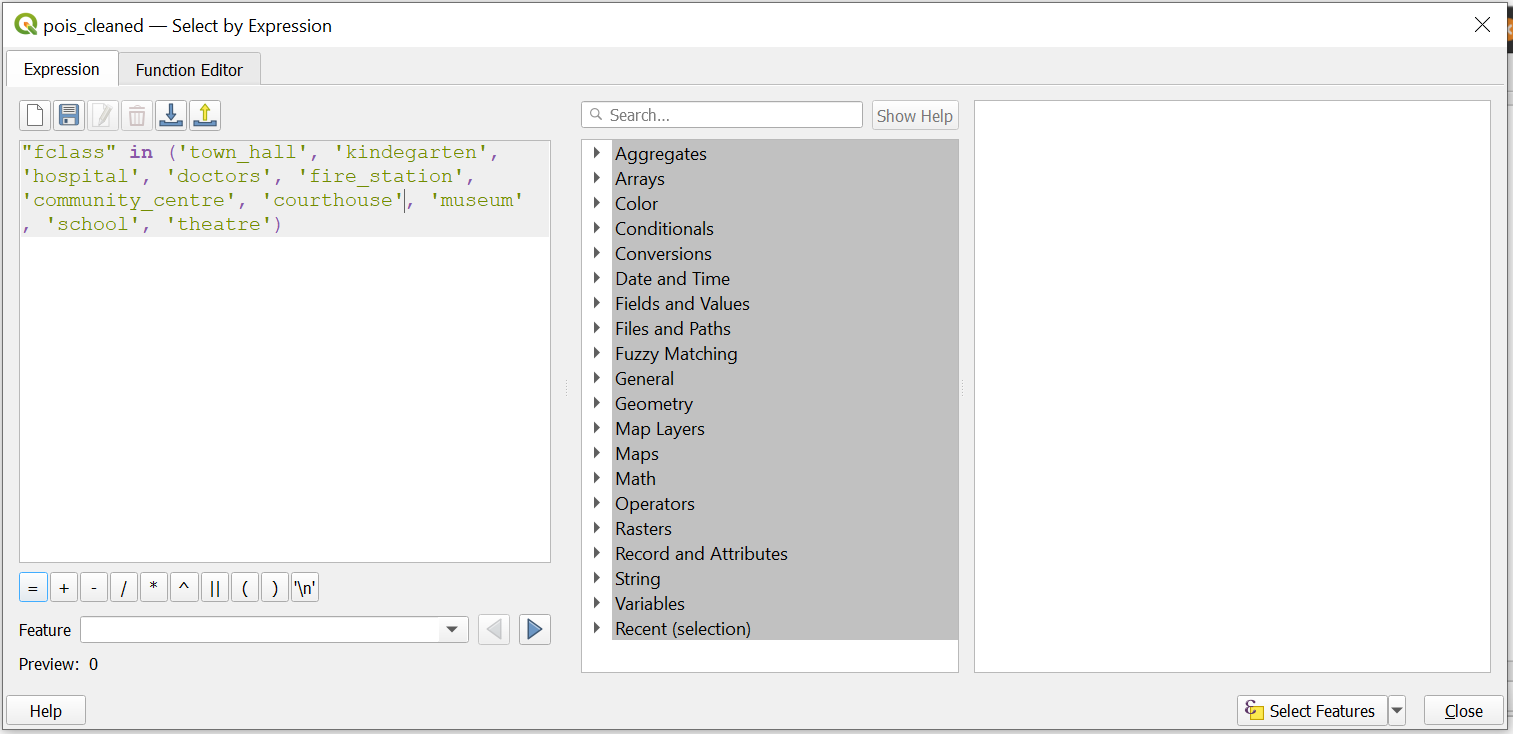 pois_cleaned — Select by Expression
Expression
Function Editor
"fclass" in ('town_hall', 'kindegarten',
'hospital', 'doctors', 'fire_station',
'community_centre', 'courthouse', 'museum'
, 'school', 'theatre')
Search...
Show Help
Aggregates
Arrays
Color
Conditionals
Conversions
Date and Time
Fields and Values
Files and Paths
Fuzzy Matching
General
Geometry
Map Layers
Maps
Math
Operators
Rasters
Record and Attributes
String
Variables
Recent (selection)
= + - / * ^ || ( ) '\n'
Feature
Preview: 0
Help
Select Features
Close